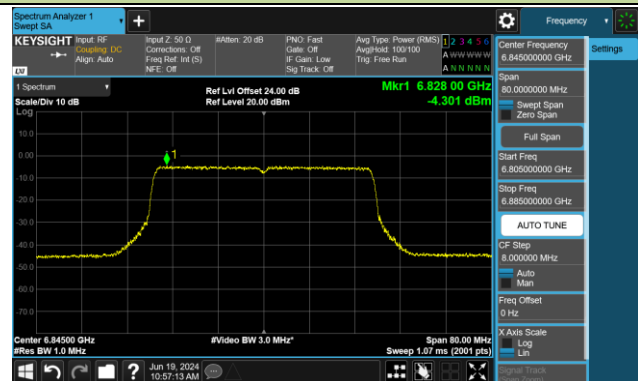 Spectrum Analyzer 1
Swept SA
Frequency
KEYSIGHT
Input: RF
Coupling: DC
Align: Auto
Input Z: 50 Ω
Corrections: Off
Freq Ref: Int (S)
NFE: Off
#Atten: 20 dB
PNO: Fast
Gate: Off
IF Gain: Low
Sig Track: Off
Avg Type: Power (RMS)
Avg|Hold: 100/100
Trig: Free Run
1 2 3 4 5 6
A W W W W W
A N N N N N
LXI
1 Spectrum
Scale/Div 10 dB
Log
Ref Lvl Offset 24.00 dB
Ref Level 20.00 dBm
Mkr1 6.828 00 GHz
-4.301 dBm
10.0
0.00
-10.0
-20.0
-30.0
-40.0
-50.0
-60.0
-70.0
1
Center 6.84500 GHz
#Res BW 1.0 MHz
#Video BW 3.0 MHz*
Span 80.00 MHz
Sweep 1.07 ms (2001 pts)
Jun 19, 2024
10:57:13 AM
?
Center Frequency
6.845000000 GHz
Span
80.0000000 MHz
Swept Span
Zero Span
Full Span
Start Freq
6.805000000 GHz
Stop Freq
6.885000000 GHz
AUTO TUNE
CF Step
8.000000 MHz
Auto
Man
Freq Offset
0 Hz
X Axis Scale
Log
Lin
Signal Track
Settings